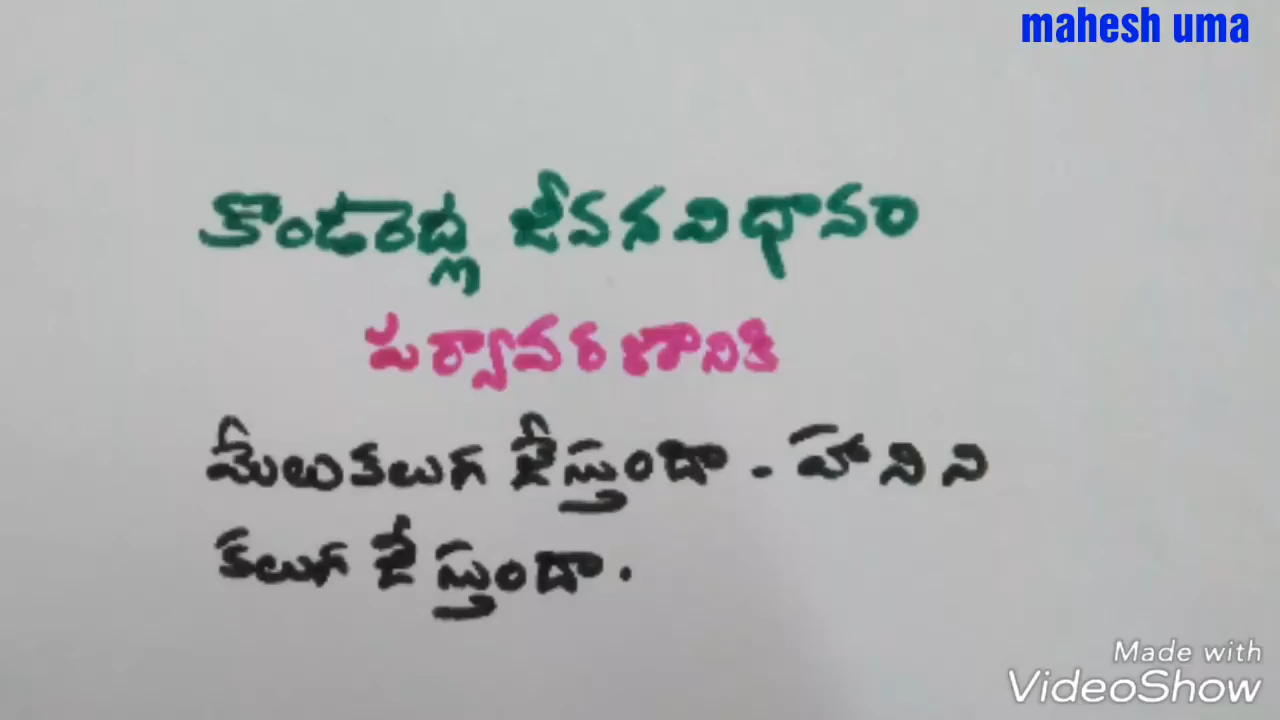 mahesh uma
కొండరెడ్ల జీవనవిధానం
పర్యావరణానికి
మేలుకలుగ జేస్తుందా - హానిని
కలుగ జేస్తుందా.
Made with
VideoShow